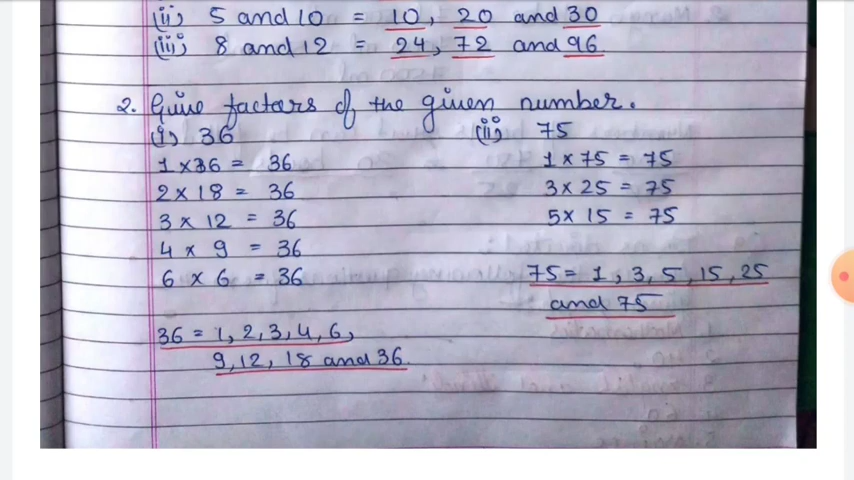 (ii) 5 and 10 = 10, 20 and 30
(iii) 8 and 12 = 24, 72 and 96
2. Give factors of the given number.
(i) 36 (ii) 75
1 x 36 = 36 1 x 75 = 75
2 x 18 = 36 3 x 25 = 75
3 x 12 = 36 5 x 15 = 75
4 x 9 = 36
6 x 6 = 36 75 = 1, 3, 5, 15, 25
and 75
36 = 1, 2, 3, 4, 6,
9, 12, 18 and 36.